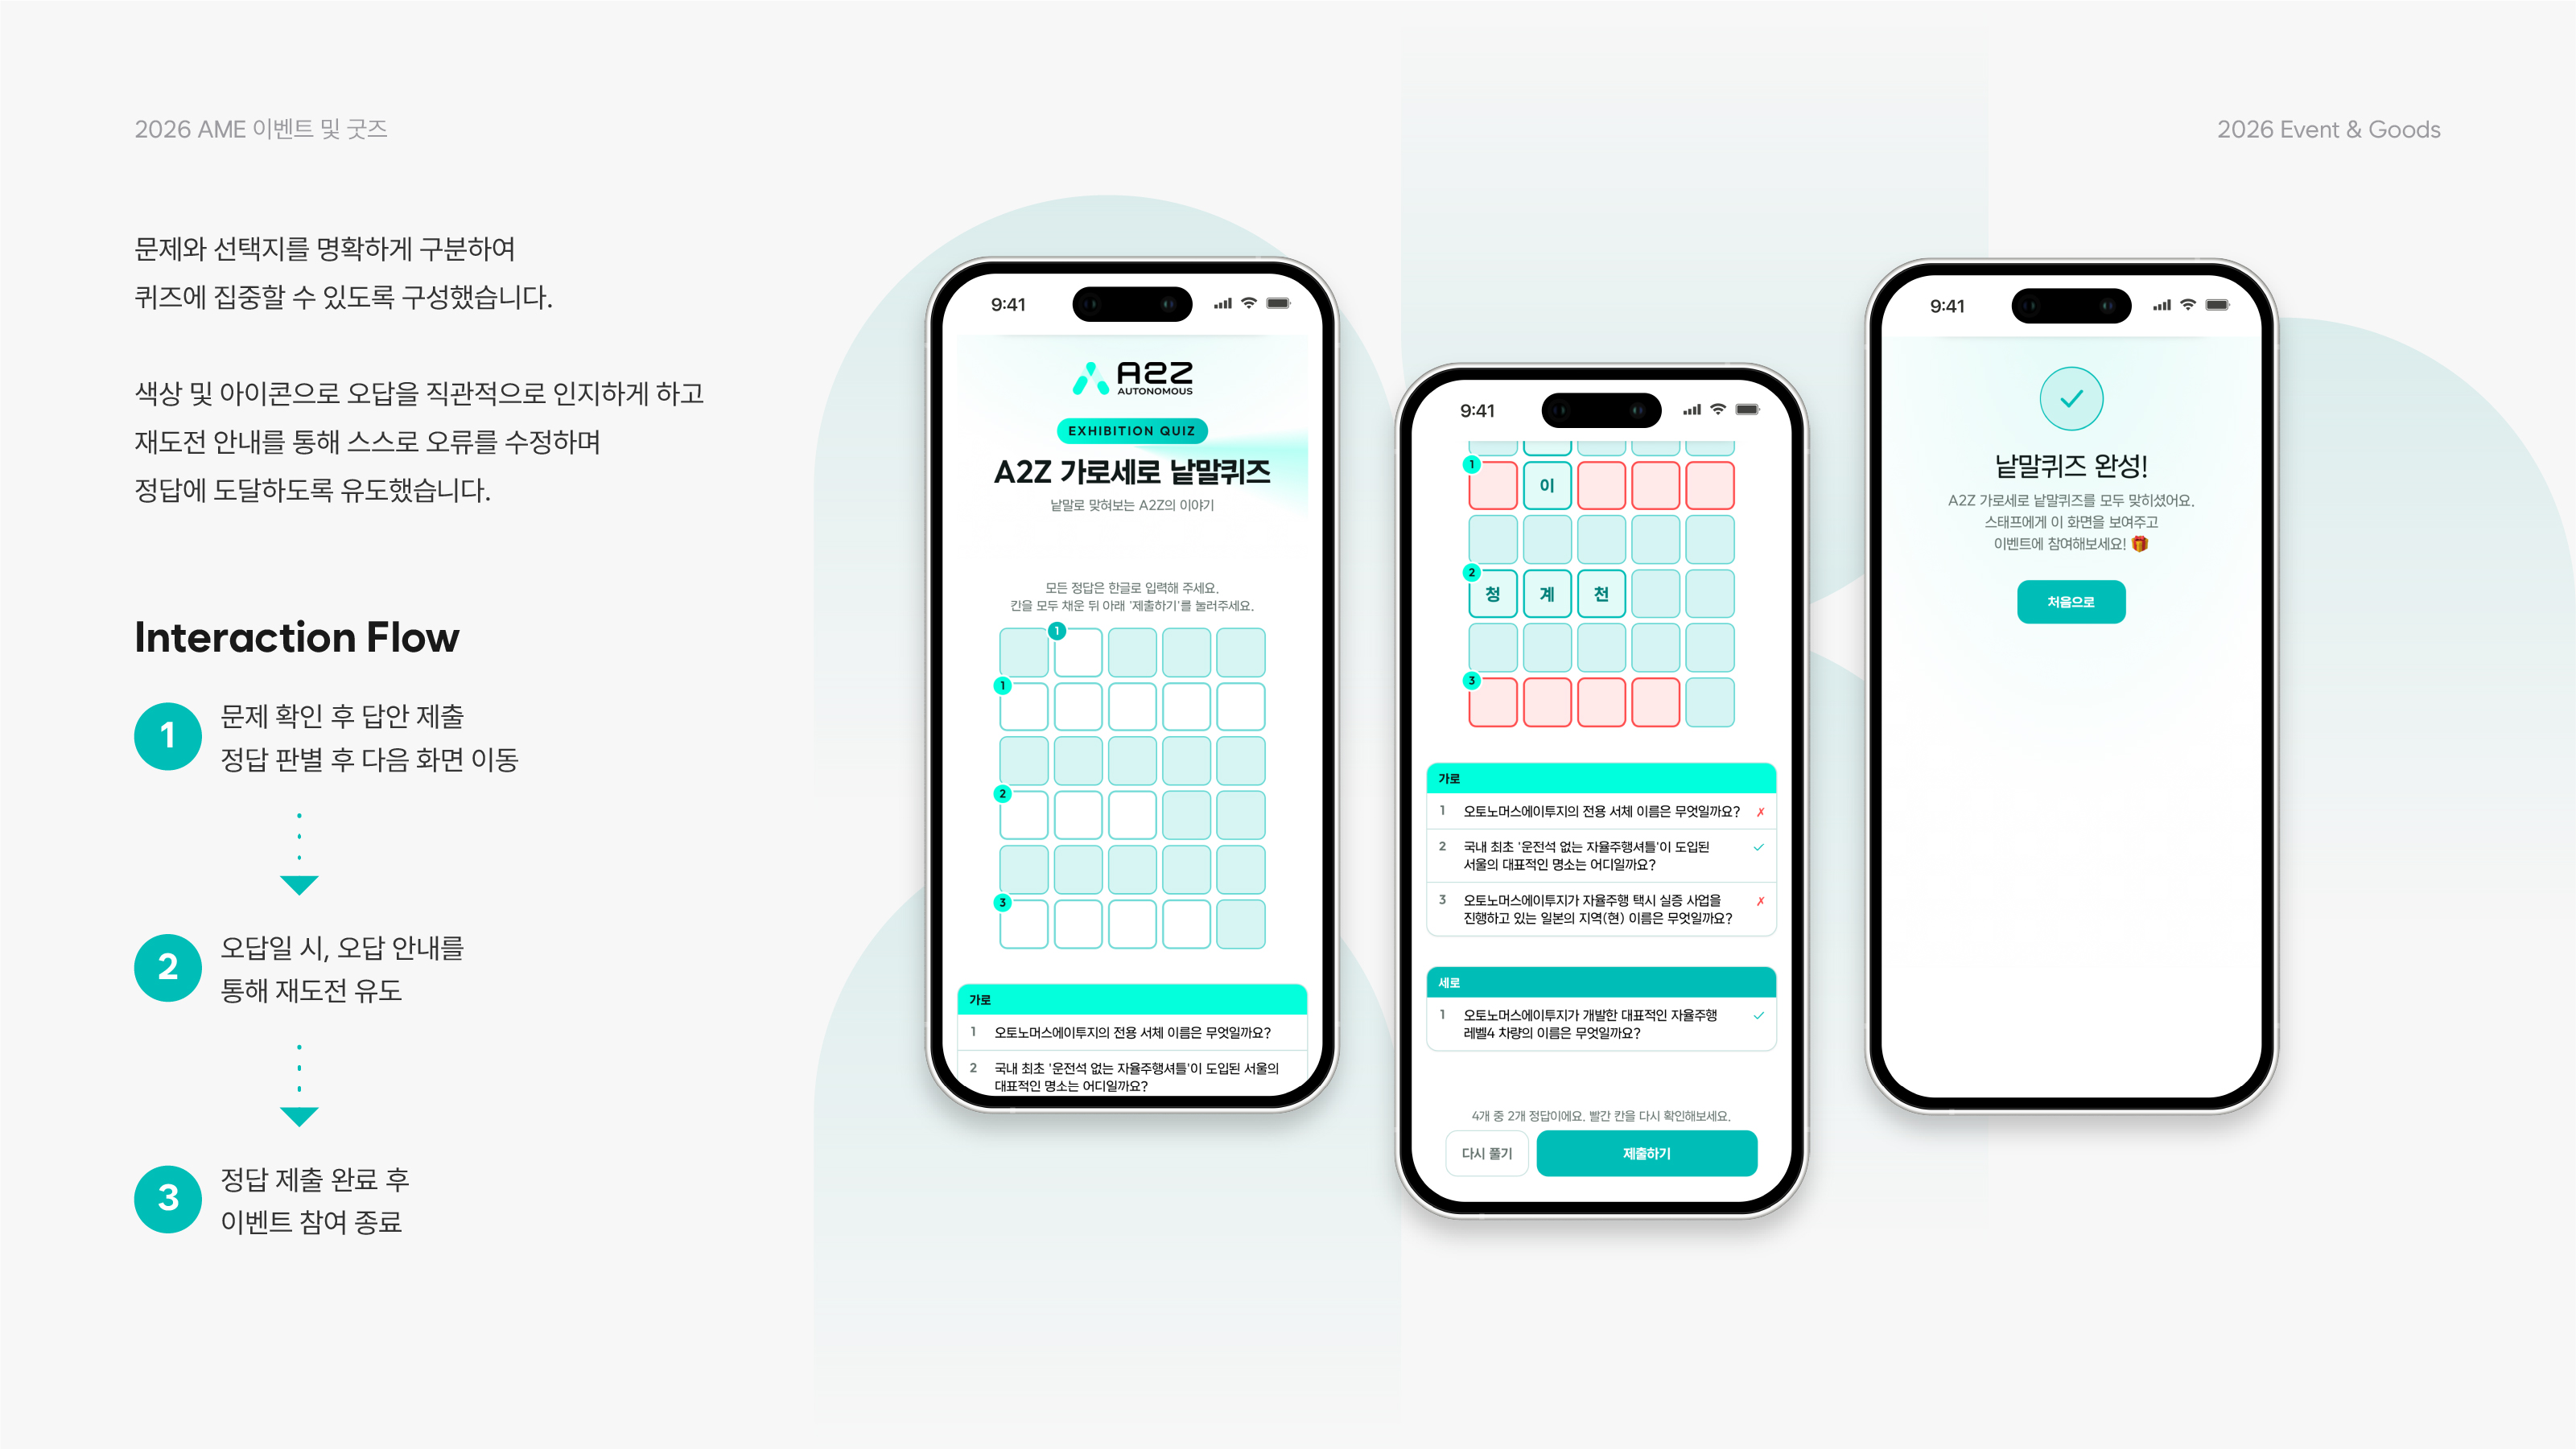 2026 AME 이벤트 및 굿즈
2026 Event & Goods
문제와 선택지를 명확하게 구분하여
퀴즈에 집중할 수 있도록 구성했습니다.
색상 및 아이콘으로 오답을 직관적으로 인지하게 하고
재도전 안내를 통해 스스로 오류를 수정하며
정답에 도달하도록 유도했습니다.
Interaction Flow
1
문제 확인 후 답안 제출
정답 판별 후 다음 화면 이동
2
오답일 시, 오답 안내를
통해 재도전 유도
3
정답 제출 완료 후
이벤트 참여 종료
9:41
A2Z
AUTONOMOUS
EXHIBITION QUIZ
A2Z 가로세로 낱말퀴즈
낱말로 맞혀보는 A2Z의 이야기
모든 정답은 한글로 입력해 주세요.
칸을 모두 채운 뒤 아래 '제출하기'를 눌러주세요.
1
1
2
3
가로
1 오토노머스에이투지의 전용 서체 이름은 무엇일까요?
2 국내 최초 '운전석 없는 자율주행셔틀'이 도입된 서울의
대표적인 명소는 어디일까요?
9:41
1
이
2
청 계 천
3
가로
1 오토노머스에이투지의 전용 서체 이름은 무엇일까요? ✗
2 국내 최초 '운전석 없는 자율주행셔틀'이 도입된 ✓
서울의 대표적인 명소는 어디일까요?
3 오토노머스에이투지가 자율주행 택시 실증 사업을 ✗
진행하고 있는 일본의 지역(현) 이름은 무엇일까요?
세로
1 오토노머스에이투지가 개발한 대표적인 자율주행 ✓
레벨4 차량의 이름은 무엇일까요?
4개 중 2개 정답이에요. 빨간 칸을 다시 확인해보세요.
다시 풀기
제출하기
9:41
낱말퀴즈 완성!
A2Z 가로세로 낱말퀴즈를 모두 맞히셨어요.
스태프에게 이 화면을 보여주고
이벤트에 참여해보세요! 🎁
처음으로